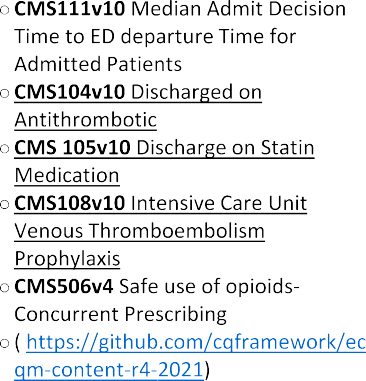 ○ CMS111v10 Median Admit Decision
Time to ED departure Time for
Admitted Patients
○ CMS104v10 Discharged on
Antithrombotic
○ CMS 105v10 Discharge on Statin
Medication
○ CMS108v10 Intensive Care Unit
Venous Thromboembolism
Prophylaxis
○ CMS506v4 Safe use of opioids-
Concurrent Prescribing
○ ( https://github.com/cqframework/ec
qm-content-r4-2021)